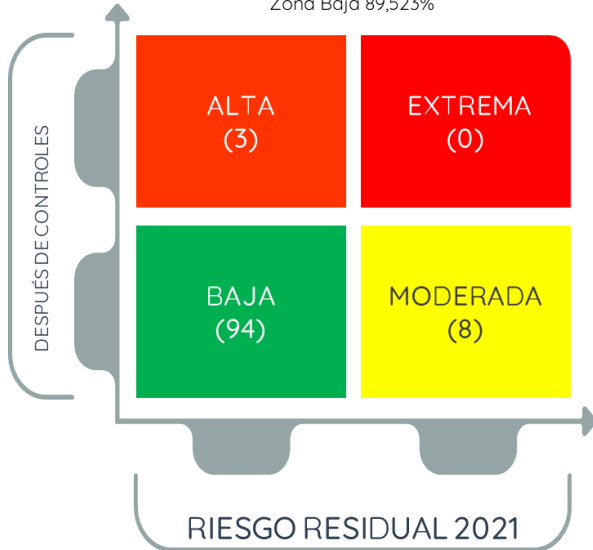 Zona Baja 89,523%
ALTA
(3)
EXTREMA
(0)
DESPUÉS DE CONTROLES
BAJA
(94)
MODERADA
(8)
RIESGO RESIDUAL 2021